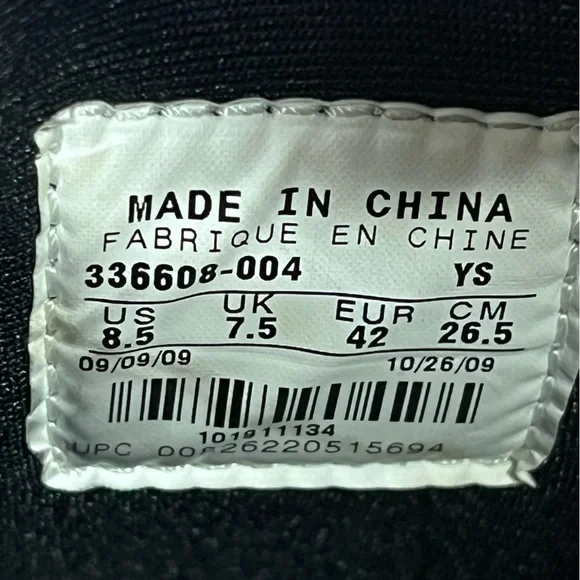 MADE IN CHINA
FABRIQUE EN CHINE
336608-004 YS
US UK EUR CM
8.5 7.5 42 26.5
09/09/09 10/26/09
101911134
UPC 00826220515694